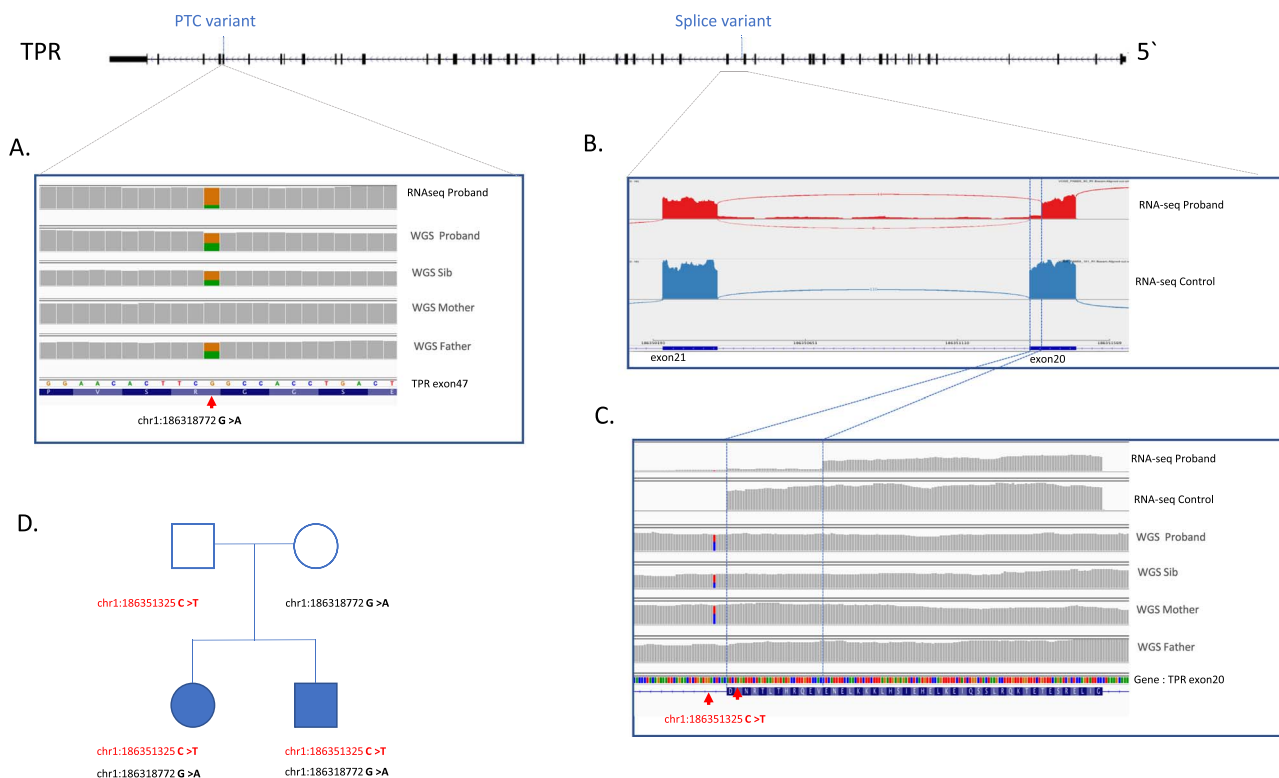 PTC variant
Splice variant
TPR
5`
A.
RNAseq Proband
WGS Proband
WGS Sib
WGS Mother
WGS Father
G G A A C A C T T C G G C C A C C T G A C T
TPR exon47
P V S R G G S E
chr1:186318772 G >A
B.
RNA-seq Proband
RNA-seq Control
exon21
exon20
C.
RNA-seq Proband
RNA-seq Control
WGS Proband
WGS Sib
WGS Mother
WGS Father
Gene : TPR exon20
chr1:186351325 C >T
D.
chr1:186351325 C >T
chr1:186318772 G >A
chr1:186351325 C >T
chr1:186318772 G >A
chr1:186351325 C >T
chr1:186318772 G >A